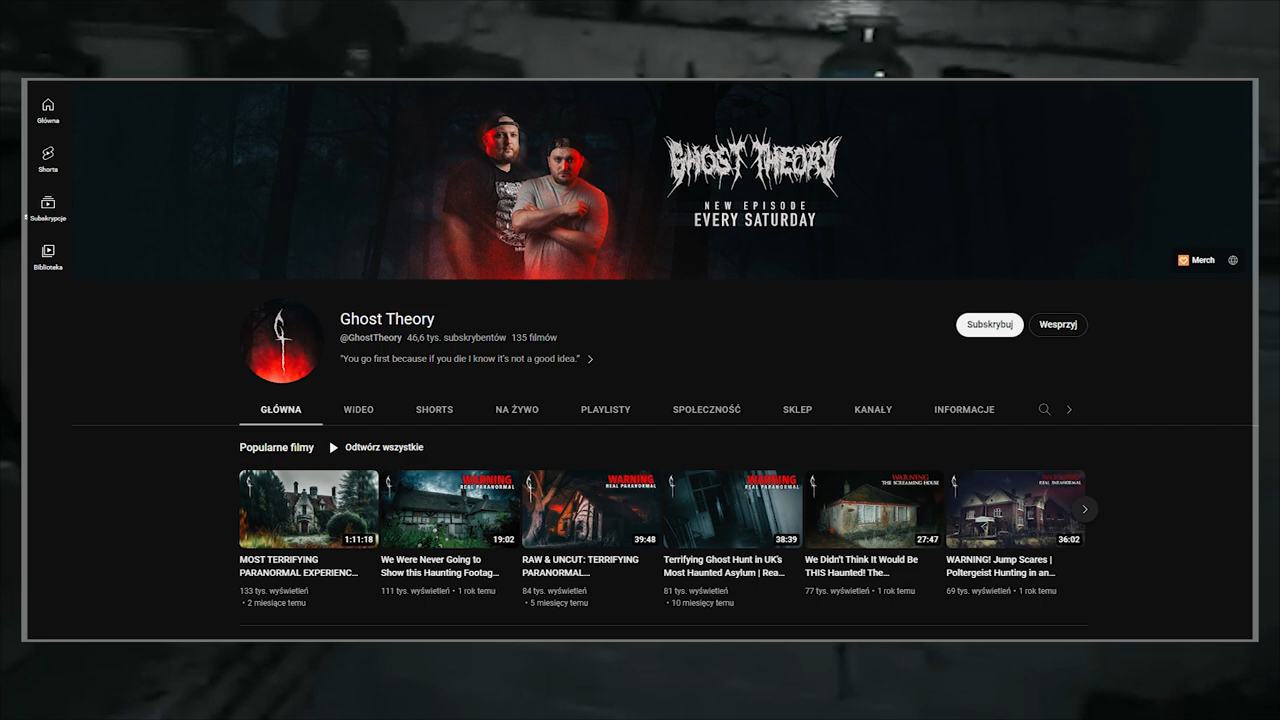 Główna
Shorts
Subskrypcje
Biblioteka
GHOST THEORY
NEW EPISODE
EVERY SATURDAY
Merch
Ghost Theory
@GhostTheory 46,6 tys. subskrybentów 135 filmów
"You go first because if you die I know it's not a good idea."
Subskrybuj
Wesprzyj
GŁÓWNA WIDEO SHORTS NA ŻYWO PLAYLISTY SPOŁECZNOŚĆ SKLEP KANAŁY INFORMACJE
Popularne filmy
Odtwórz wszystkie
1:11:18
MOST TERRIFYING
PARANORMAL EXPERIENC...
133 tys. wyświetleń
• 2 miesiące temu
WARNING
REAL PARANORMAL
19:02
We Were Never Going to
Show this Haunting Footag...
111 tys. wyświetleń • 1 rok temu
WARNING
REAL PARANORMAL
39:48
RAW & UNCUT: TERRIFYING
PARANORMAL...
84 tys. wyświetleń
• 5 miesięcy temu
WARNING
REAL PARANORMAL
38:39
Terrifying Ghost Hunt in UK's
Most Haunted Asylum | Rea...
81 tys. wyświetleń
• 10 miesięcy temu
WARNING
THE SCREAMING HOUSE
27:47
We Didn't Think It Would Be
THIS Haunted! The...
77 tys. wyświetleń • 1 rok temu
WARNING
REAL PARANORMAL
36:02
WARNING! Jump Scares |
Poltergeist Hunting in an...
69 tys. wyświetleń • 1 rok temu